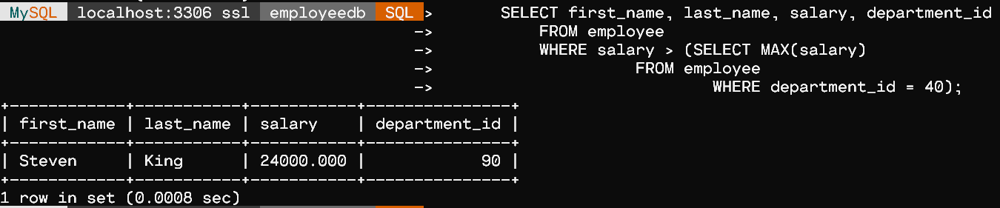 MySQL localhost:3306 ssl employeedb SQL > SELECT first_name, last_name, salary, department_id
-> FROM employee
-> WHERE salary > (SELECT MAX(salary)
-> FROM employee
-> WHERE department_id = 40);
+------------+-----------+-----------+---------------+
| first_name | last_name | salary    | department_id |
+------------+-----------+-----------+---------------+
| Steven     | King      | 24000.000 |            90 |
+------------+-----------+-----------+---------------+
1 row in set (0.0008 sec)